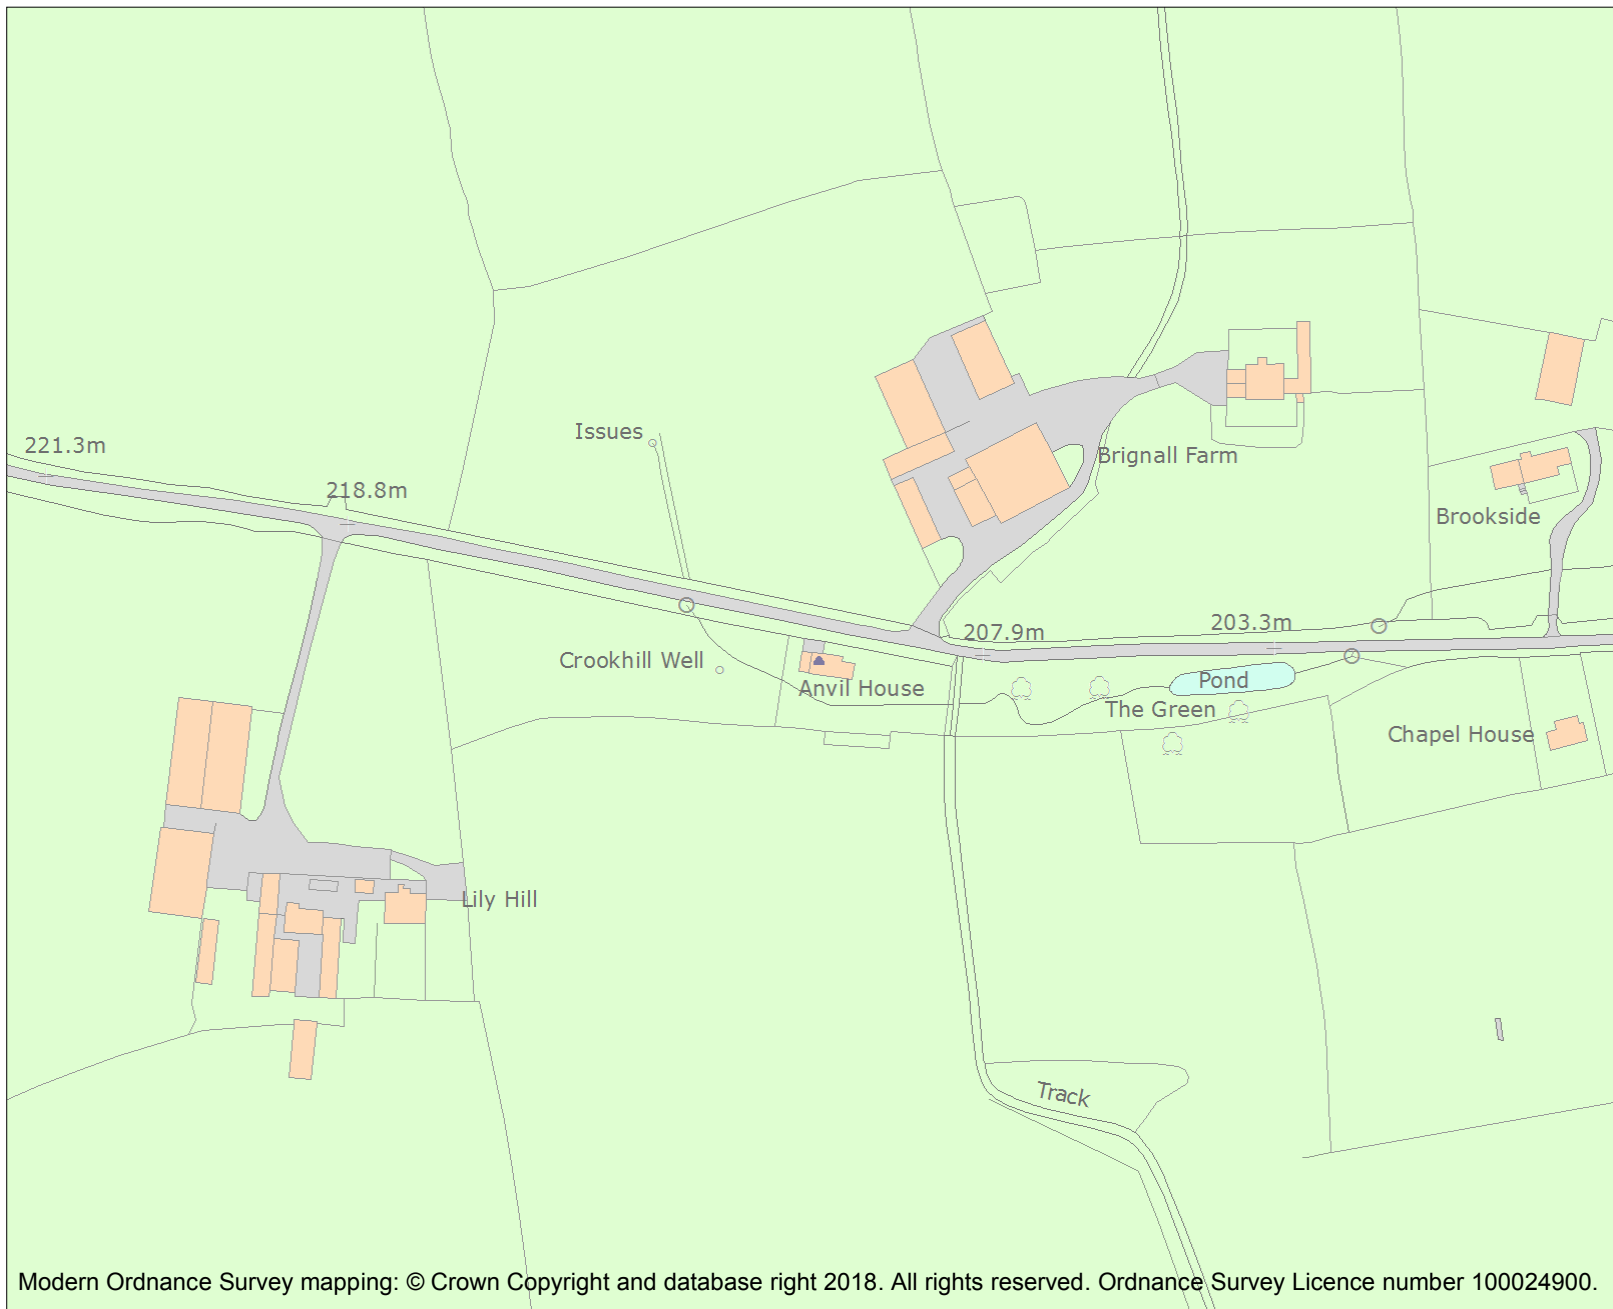 Issues
221.3m
Brignall Farm
218.8m
Brookside
203.3m
207.9m
Crookhill Well
Pond
Anvil House
The Green
Chapel House
Lily Hill
Track
Modern Ordnance Survey mapping: © Crown Copyright and database right 2018. All rights reserved. Ordnance Survey Licence number 100024900.